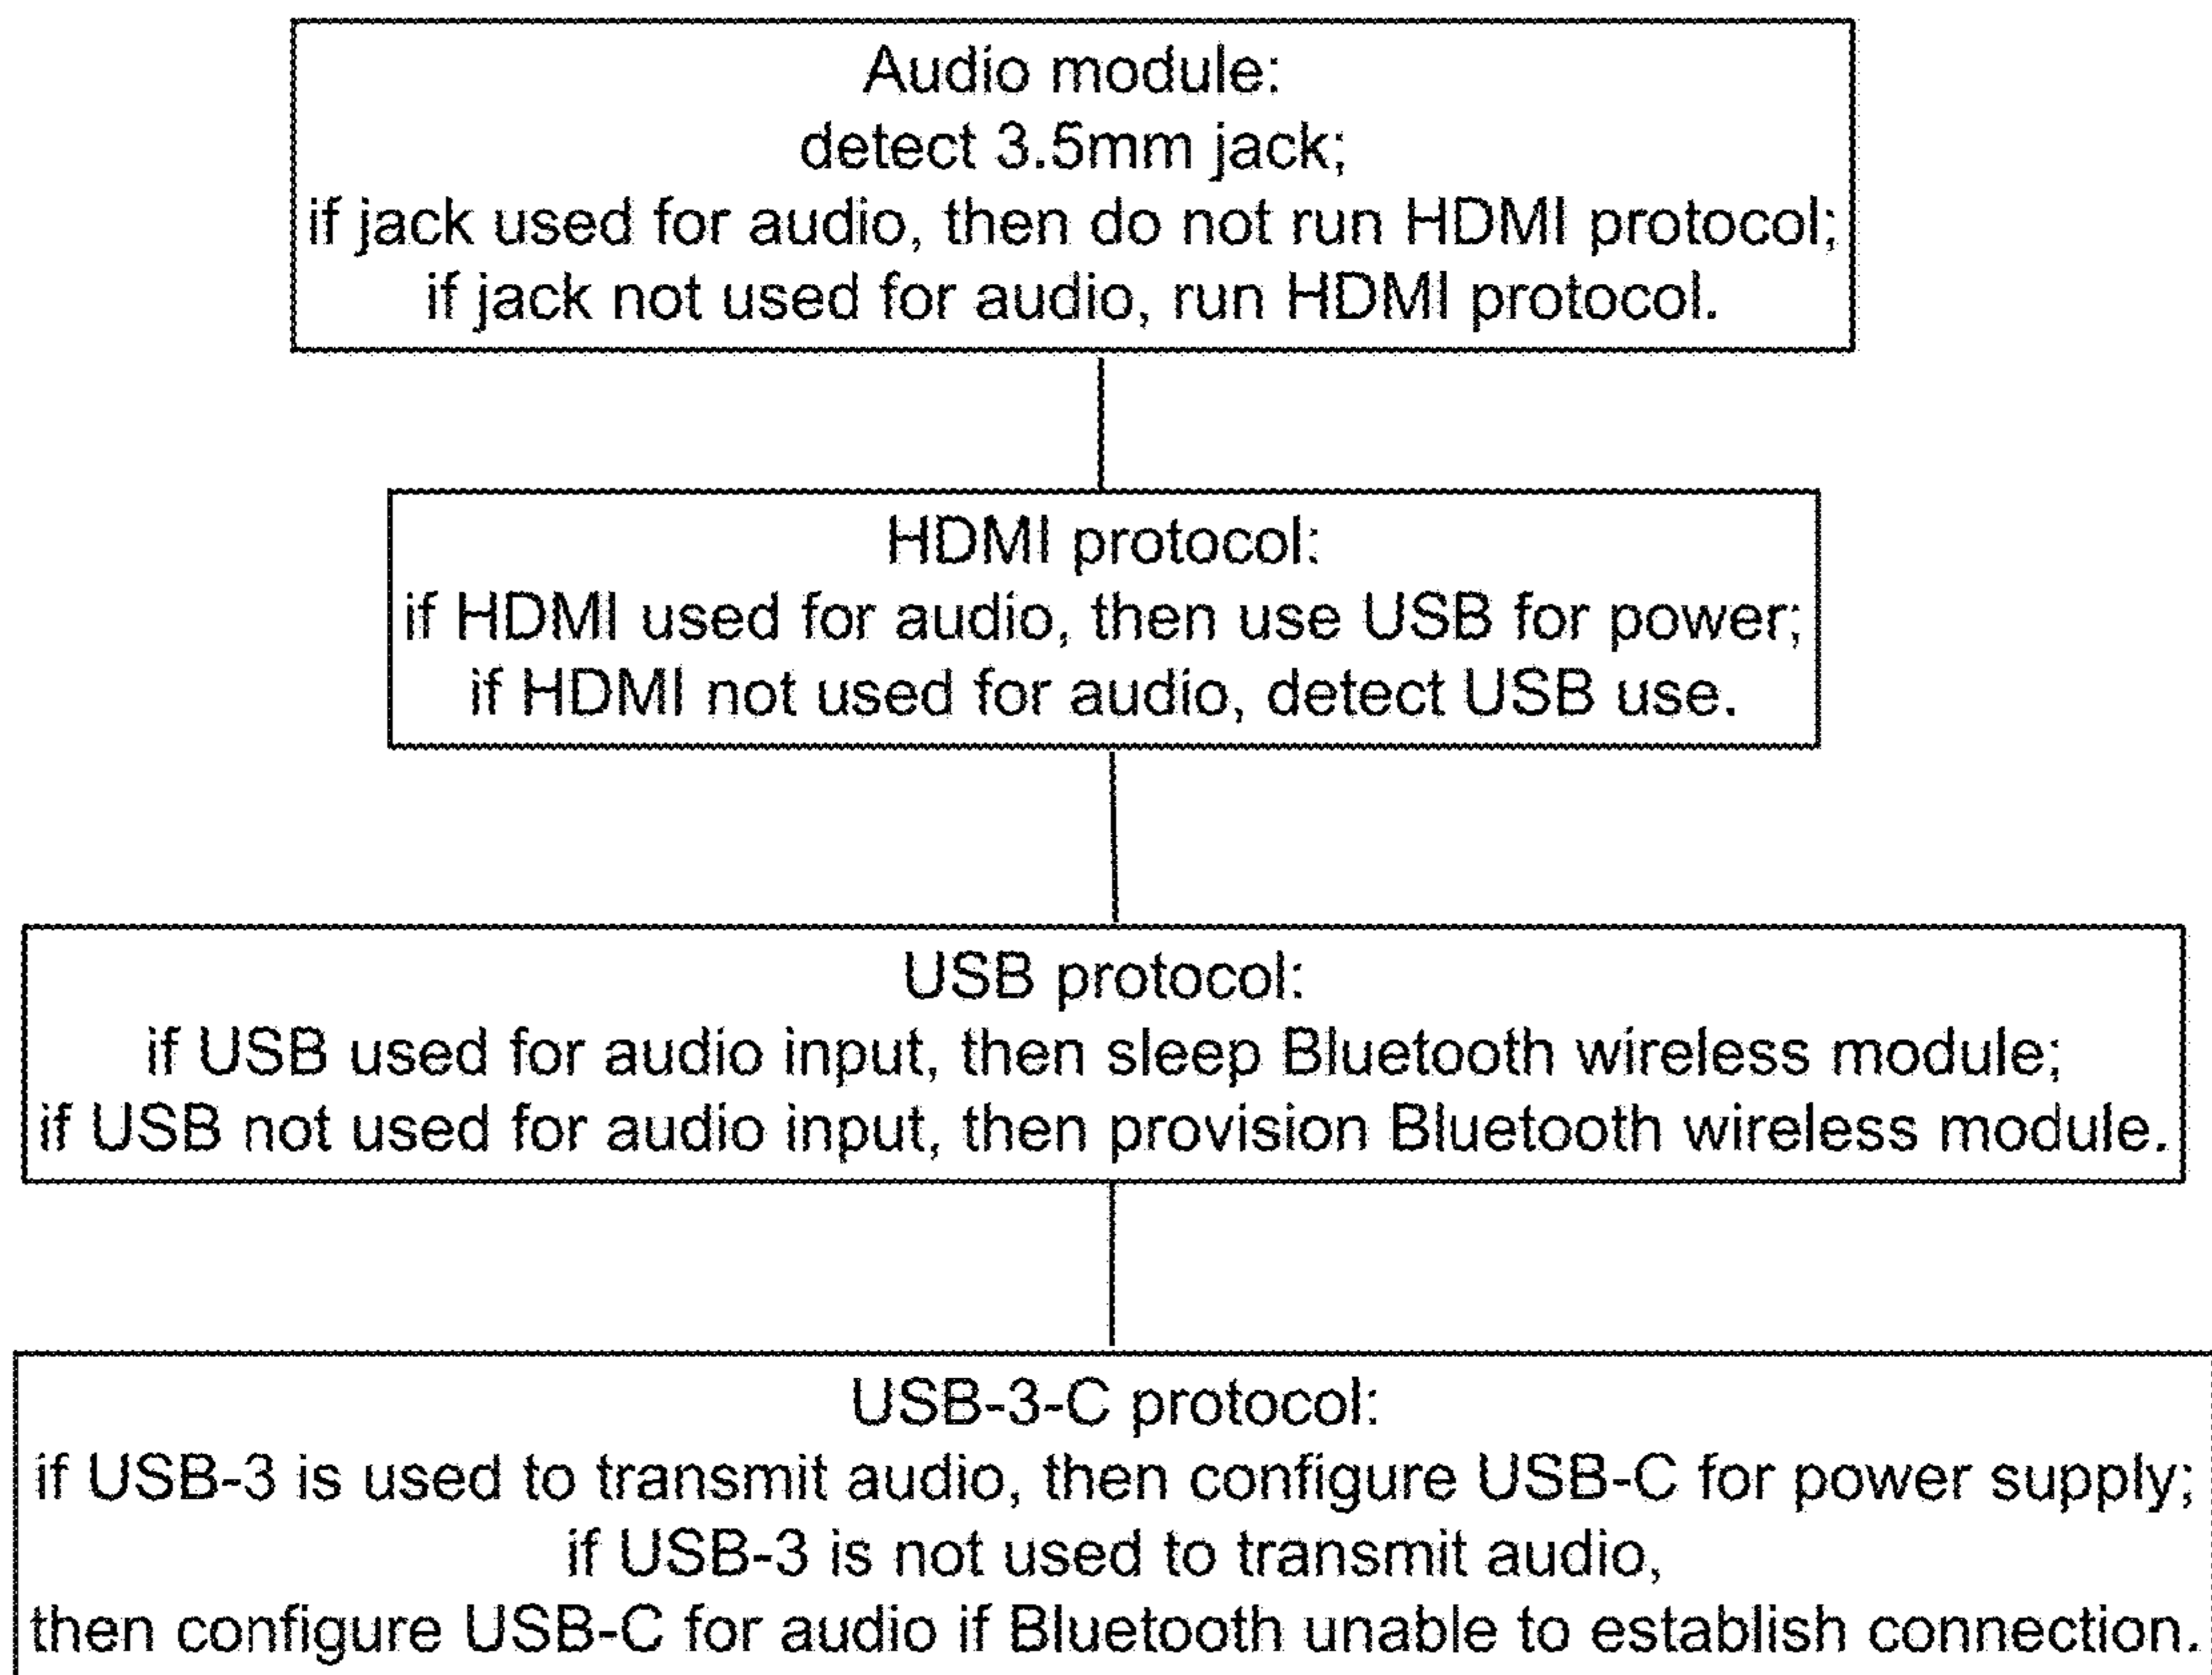 Audio module:
detect 3.5mm jack;
if jack used for audio, then do not run HDMI protocol;
if jack not used for audio, run HDMI protocol.
HDMI protocol:
if HDMI used for audio, then use USB for power;
if HDMI not used for audio, detect USB use.
USB protocol:
if USB used for audio input, then sleep Bluetooth wireless module;
if USB not used for audio input, then provision Bluetooth wireless module.
USB-3-C protocol:
if USB-3 is used to transmit audio, then configure USB-C for power supply;
if USB-3 is not used to transmit audio,
then configure USB-C for audio if Bluetooth unable to establish connection.